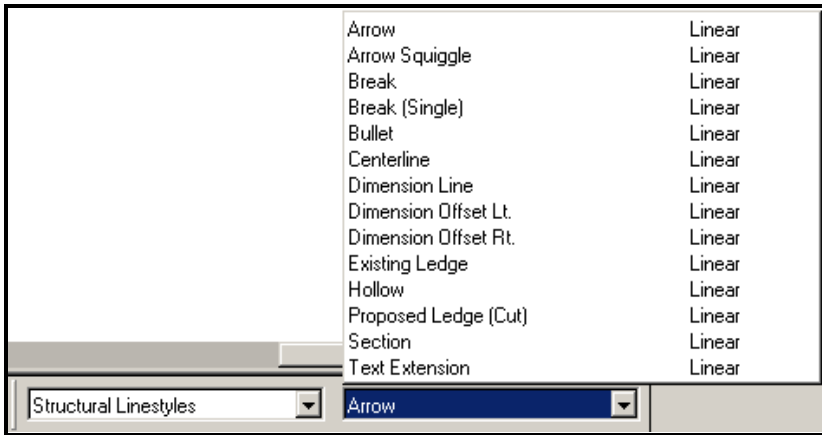 Arrow Linear
Arrow Squiggle Linear
Break Linear
Break (Single) Linear
Bullet Linear
Centerline Linear
Dimension Line Linear
Dimension Offset Lt. Linear
Dimension Offset Rt. Linear
Existing Ledge Linear
Hollow Linear
Proposed Ledge (Cut) Linear
Section Linear
Text Extension Linear
Structural Linestyles Arrow